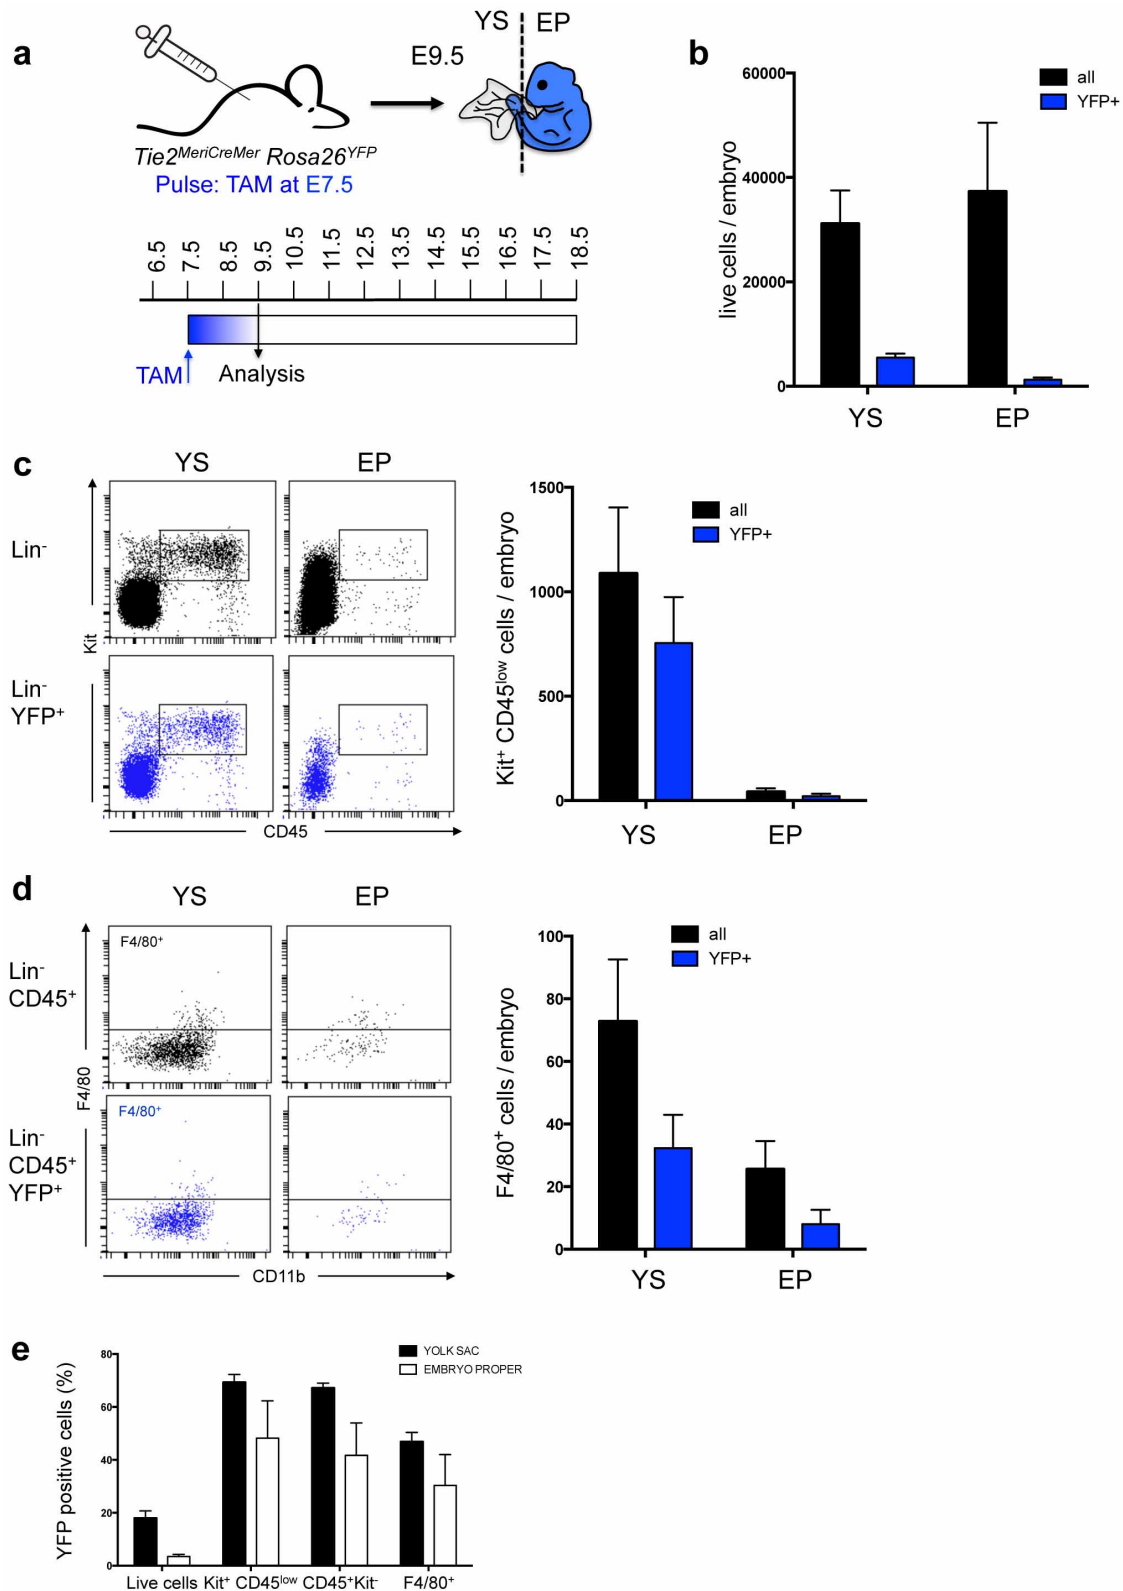 a
YS EP
E9.5
Tie2MeriCreMer Rosa26YFP
Pulse: TAM at E7.5
6.5 7.5 8.5 9.5 10.5 11.5 12.5 13.5 14.5 15.5 16.5 17.5 18.5
TAM Analysis
b
60000
40000
20000
0
live cells / embryo
all
YFP+
YS EP
c
YS EP
Lin-
Kit
Lin-
YFP+
CD45
1500
1000
500
0
Kit+ CD45low cells / embryo
all
YFP+
YS EP
d
YS EP
F4/80+
Lin-
CD45+
F4/80
F4/80+
Lin-
CD45+
YFP+
CD11b
100
80
60
40
20
0
F4/80+ cells / embryo
all
YFP+
YS EP
e
80
60
40
20
0
YFP positive cells (%)
YOLK SAC
EMBRYO PROPER
Live cells Kit+ CD45low CD45+Kit- F4/80+